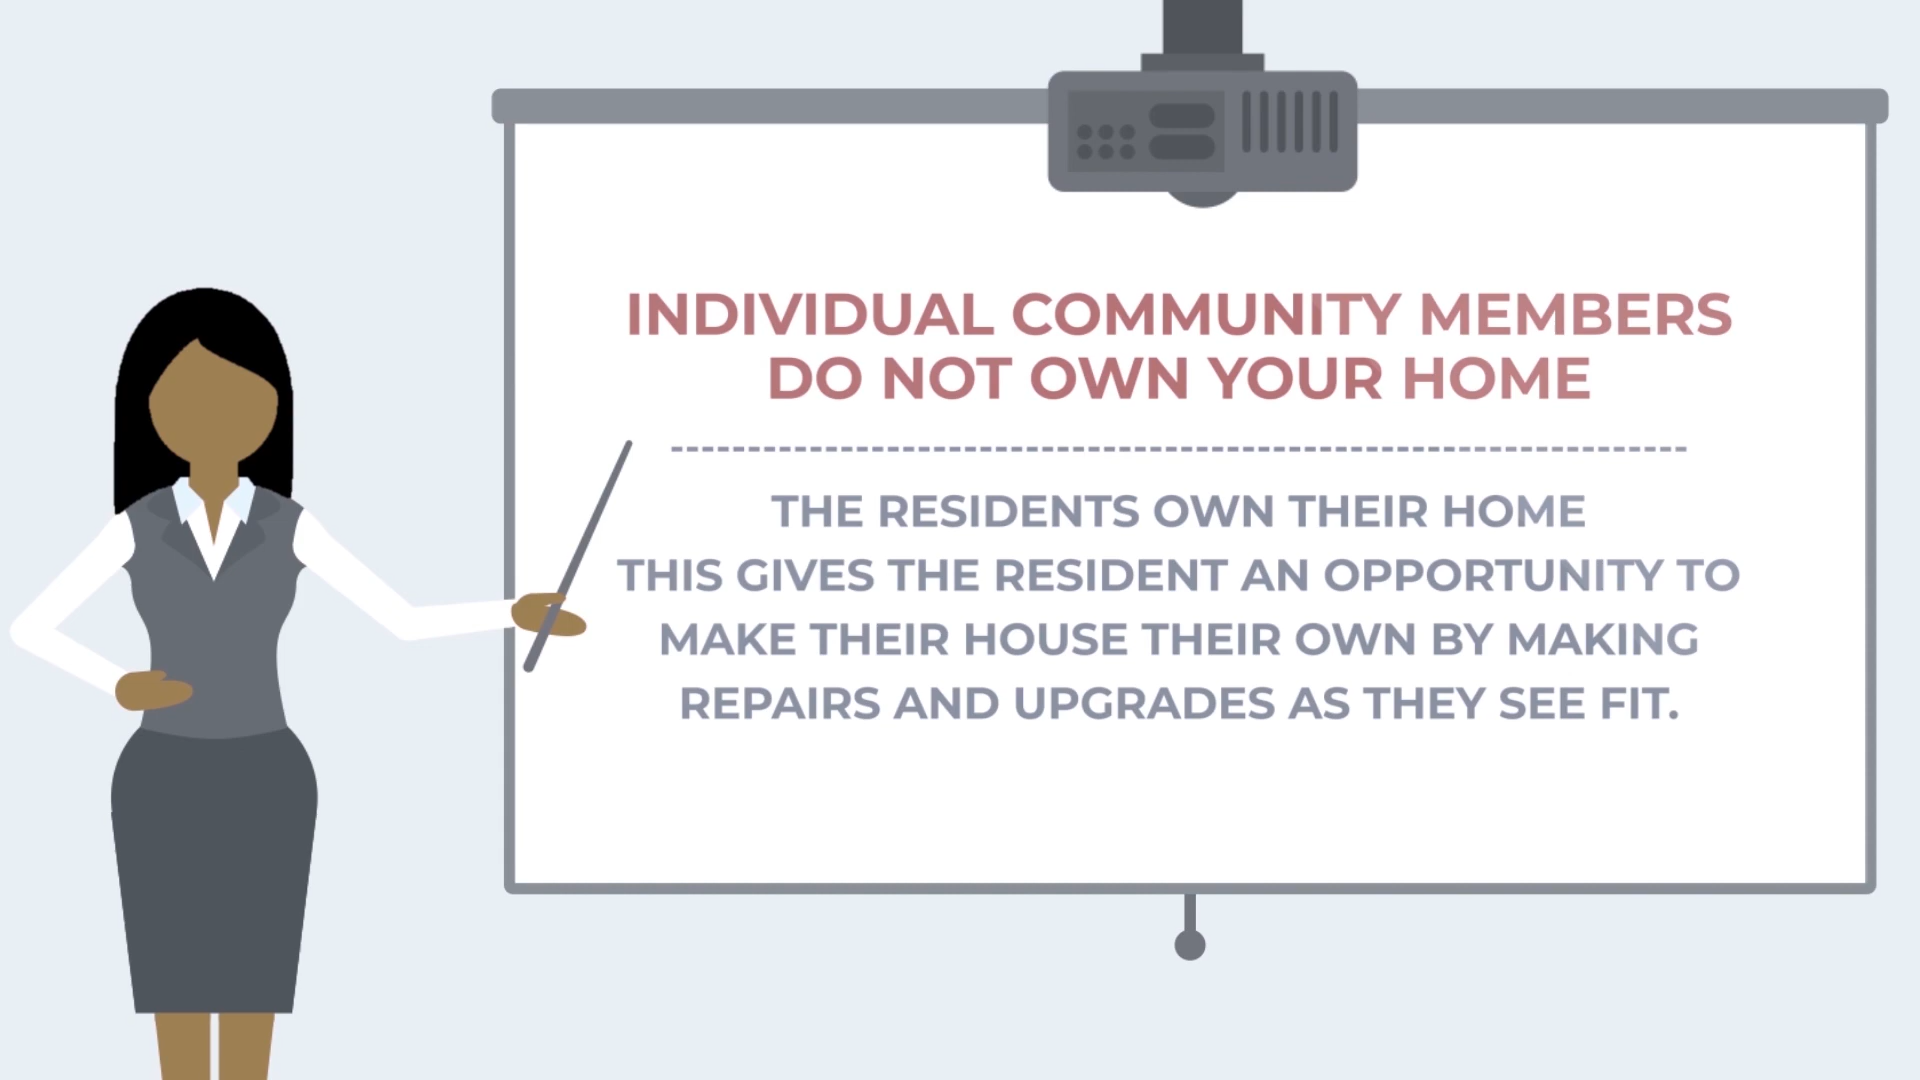 INDIVIDUAL COMMUNITY MEMBERS
DO NOT OWN YOUR HOME
THE RESIDENTS OWN THEIR HOME
THIS GIVES THE RESIDENT AN OPPORTUNITY TO
MAKE THEIR HOUSE THEIR OWN BY MAKING
REPAIRS AND UPGRADES AS THEY SEE FIT.